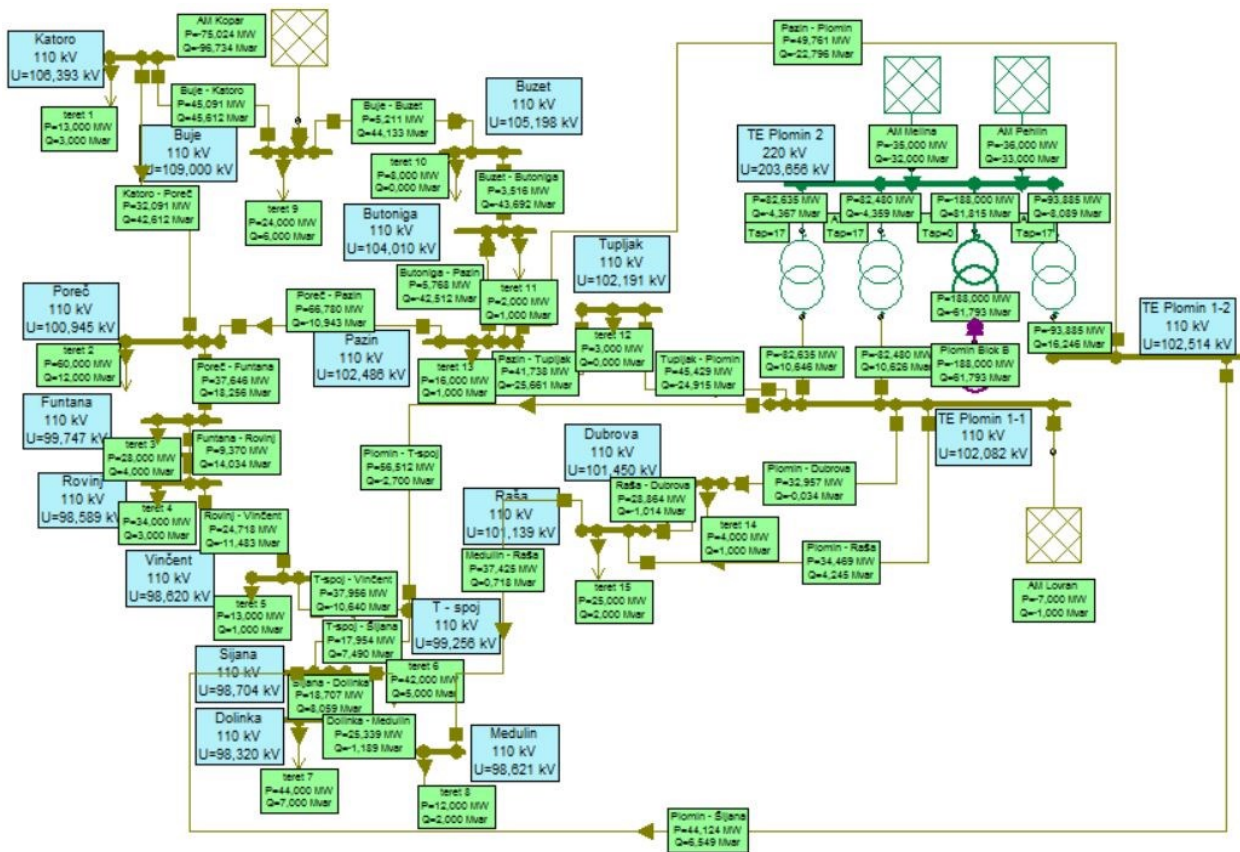 AM Kopar
P=-75,024 MW
Q=-96,734 Mvar
Katoro
110 kV
U=106,393 kV
Pazin - Plomin
P=49,761 MW
Q=-22,796 Mvar
Buje - Katoro
P=45,091 MW
Q=45,612 Mvar
Buje - Buzet
P=5,211 MW
Q=44,133 Mvar
Buzet
110 kV
U=105,198 kV
teret 1
P=13,000 MW
Q=3,000 Mvar
Buje
110 kV
U=109,000 kV
AM Melina
P=-35,000 MW
Q=-32,000 Mvar
AM Pehlin
P=-36,000 MW
Q=-33,000 Mvar
TE Plomin 2
220 kV
U=203,656 kV
teret 10
P=8,000 MW
Q=0,000 Mvar
Buzet - Butoniga
P=3,516 MW
Q=-43,692 Mvar
Katoro - Poreč
P=32,091 MW
Q=42,612 Mvar
teret 9
P=24,000 MW
Q=6,000 Mvar
Butoniga
110 kV
U=104,010 kV
P=82,635 MW
Q=-4,367 Mvar
Tap=17
P=82,480 MW
Q=-4,359 Mvar
Tap=17
P=-188,000 MW
Q=81,815 Mvar
Tap=0
P=93,885 MW
Q=-8,089 Mvar
Tap=17
Tupljak
110 kV
U=102,191 kV
Butoniga - Pazin
P=5,768 MW
Q=-42,512 Mvar
teret 11
P=2,000 MW
Q=1,000 Mvar
Poreč
110 kV
U=100,945 kV
Poreč - Pazin
P=66,780 MW
Q=-10,943 Mvar
P=188,000 MW
Q=-61,793 Mvar
TE Plomin 1-2
110 kV
U=102,514 kV
Pazin
110 kV
U=102,486 kV
teret 12
P=3,000 MW
Q=0,000 Mvar
P=-93,885 MW
Q=16,246 Mvar
teret 2
P=60,000 MW
Q=12,000 Mvar
Poreč - Funtana
P=37,646 MW
Q=18,256 Mvar
teret 13
P=16,000 MW
Q=1,000 Mvar
Pazin - Tupljak
P=41,738 MW
Q=-25,661 Mvar
Tupljak - Plomin
P=45,429 MW
Q=-24,915 Mvar
P=-82,635 MW
Q=10,646 Mvar
P=-82,480 MW
Q=10,626 Mvar
Plomin Blok B
P=188,000 MW
Q=61,793 Mvar
Funtana
110 kV
U=99,747 kV
TE Plomin 1-1
110 kV
U=102,082 kV
teret 3
P=28,000 MW
Q=4,000 Mvar
Funtana - Rovinj
P=9,370 MW
Q=14,034 Mvar
Plomin - T-spoj
P=56,512 MW
Q=-2,700 Mvar
Dubrova
110 kV
U=101,450 kV
Plomin - Dubrova
P=32,957 MW
Q=-0,034 Mvar
Rovinj
110 kV
U=98,589 kV
teret 4
P=34,000 MW
Q=3,000 Mvar
Rovinj - Vinčent
P=24,718 MW
Q=-11,483 Mvar
Raša
110 kV
U=101,139 kV
Raša - Dubrova
P=28,864 MW
Q=-1,014 Mvar
teret 14
P=4,000 MW
Q=1,000 Mvar
Plomin - Raša
P=34,469 MW
Q=4,245 Mvar
Vinčent
110 kV
U=98,620 kV
Medulin - Raša
P=37,425 MW
Q=0,718 Mvar
teret 15
P=25,000 MW
Q=2,000 Mvar
AM Lovran
P=-7,000 MW
Q=-1,000 Mvar
teret 5
P=13,000 MW
Q=1,000 Mvar
T-spoj - Vinčent
P=37,956 MW
Q=-10,640 Mvar
T - spoj
110 kV
U=99,256 kV
T-spoj - Šijana
P=17,954 MW
Q=7,490 Mvar
Šijana
110 kV
U=98,704 kV
Šijana - Dolinka
P=18,707 MW
Q=8,059 Mvar
teret 6
P=42,000 MW
Q=5,000 Mvar
Dolinka
110 kV
U=98,320 kV
Dolinka - Medulin
P=25,339 MW
Q=-1,189 Mvar
Medulin
110 kV
U=98,621 kV
teret 7
P=44,000 MW
Q=7,000 Mvar
teret 8
P=12,000 MW
Q=2,000 Mvar
Plomin - Šijana
P=44,124 MW
Q=6,549 Mvar